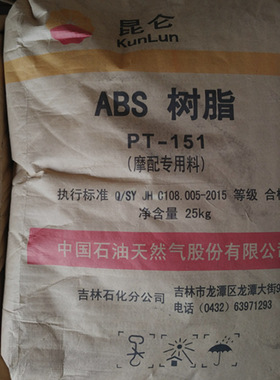 昆仑
KunLun
ABS 树脂
PT-151
(摩配专用料)
执行标准 Q/SY JH C108.005-2015 等级 合格
净含量 25kg
中国石油天然气股份有限公司
吉林石化分公司 吉林市龙潭区龙潭大街9
电话 (0432) 63971293